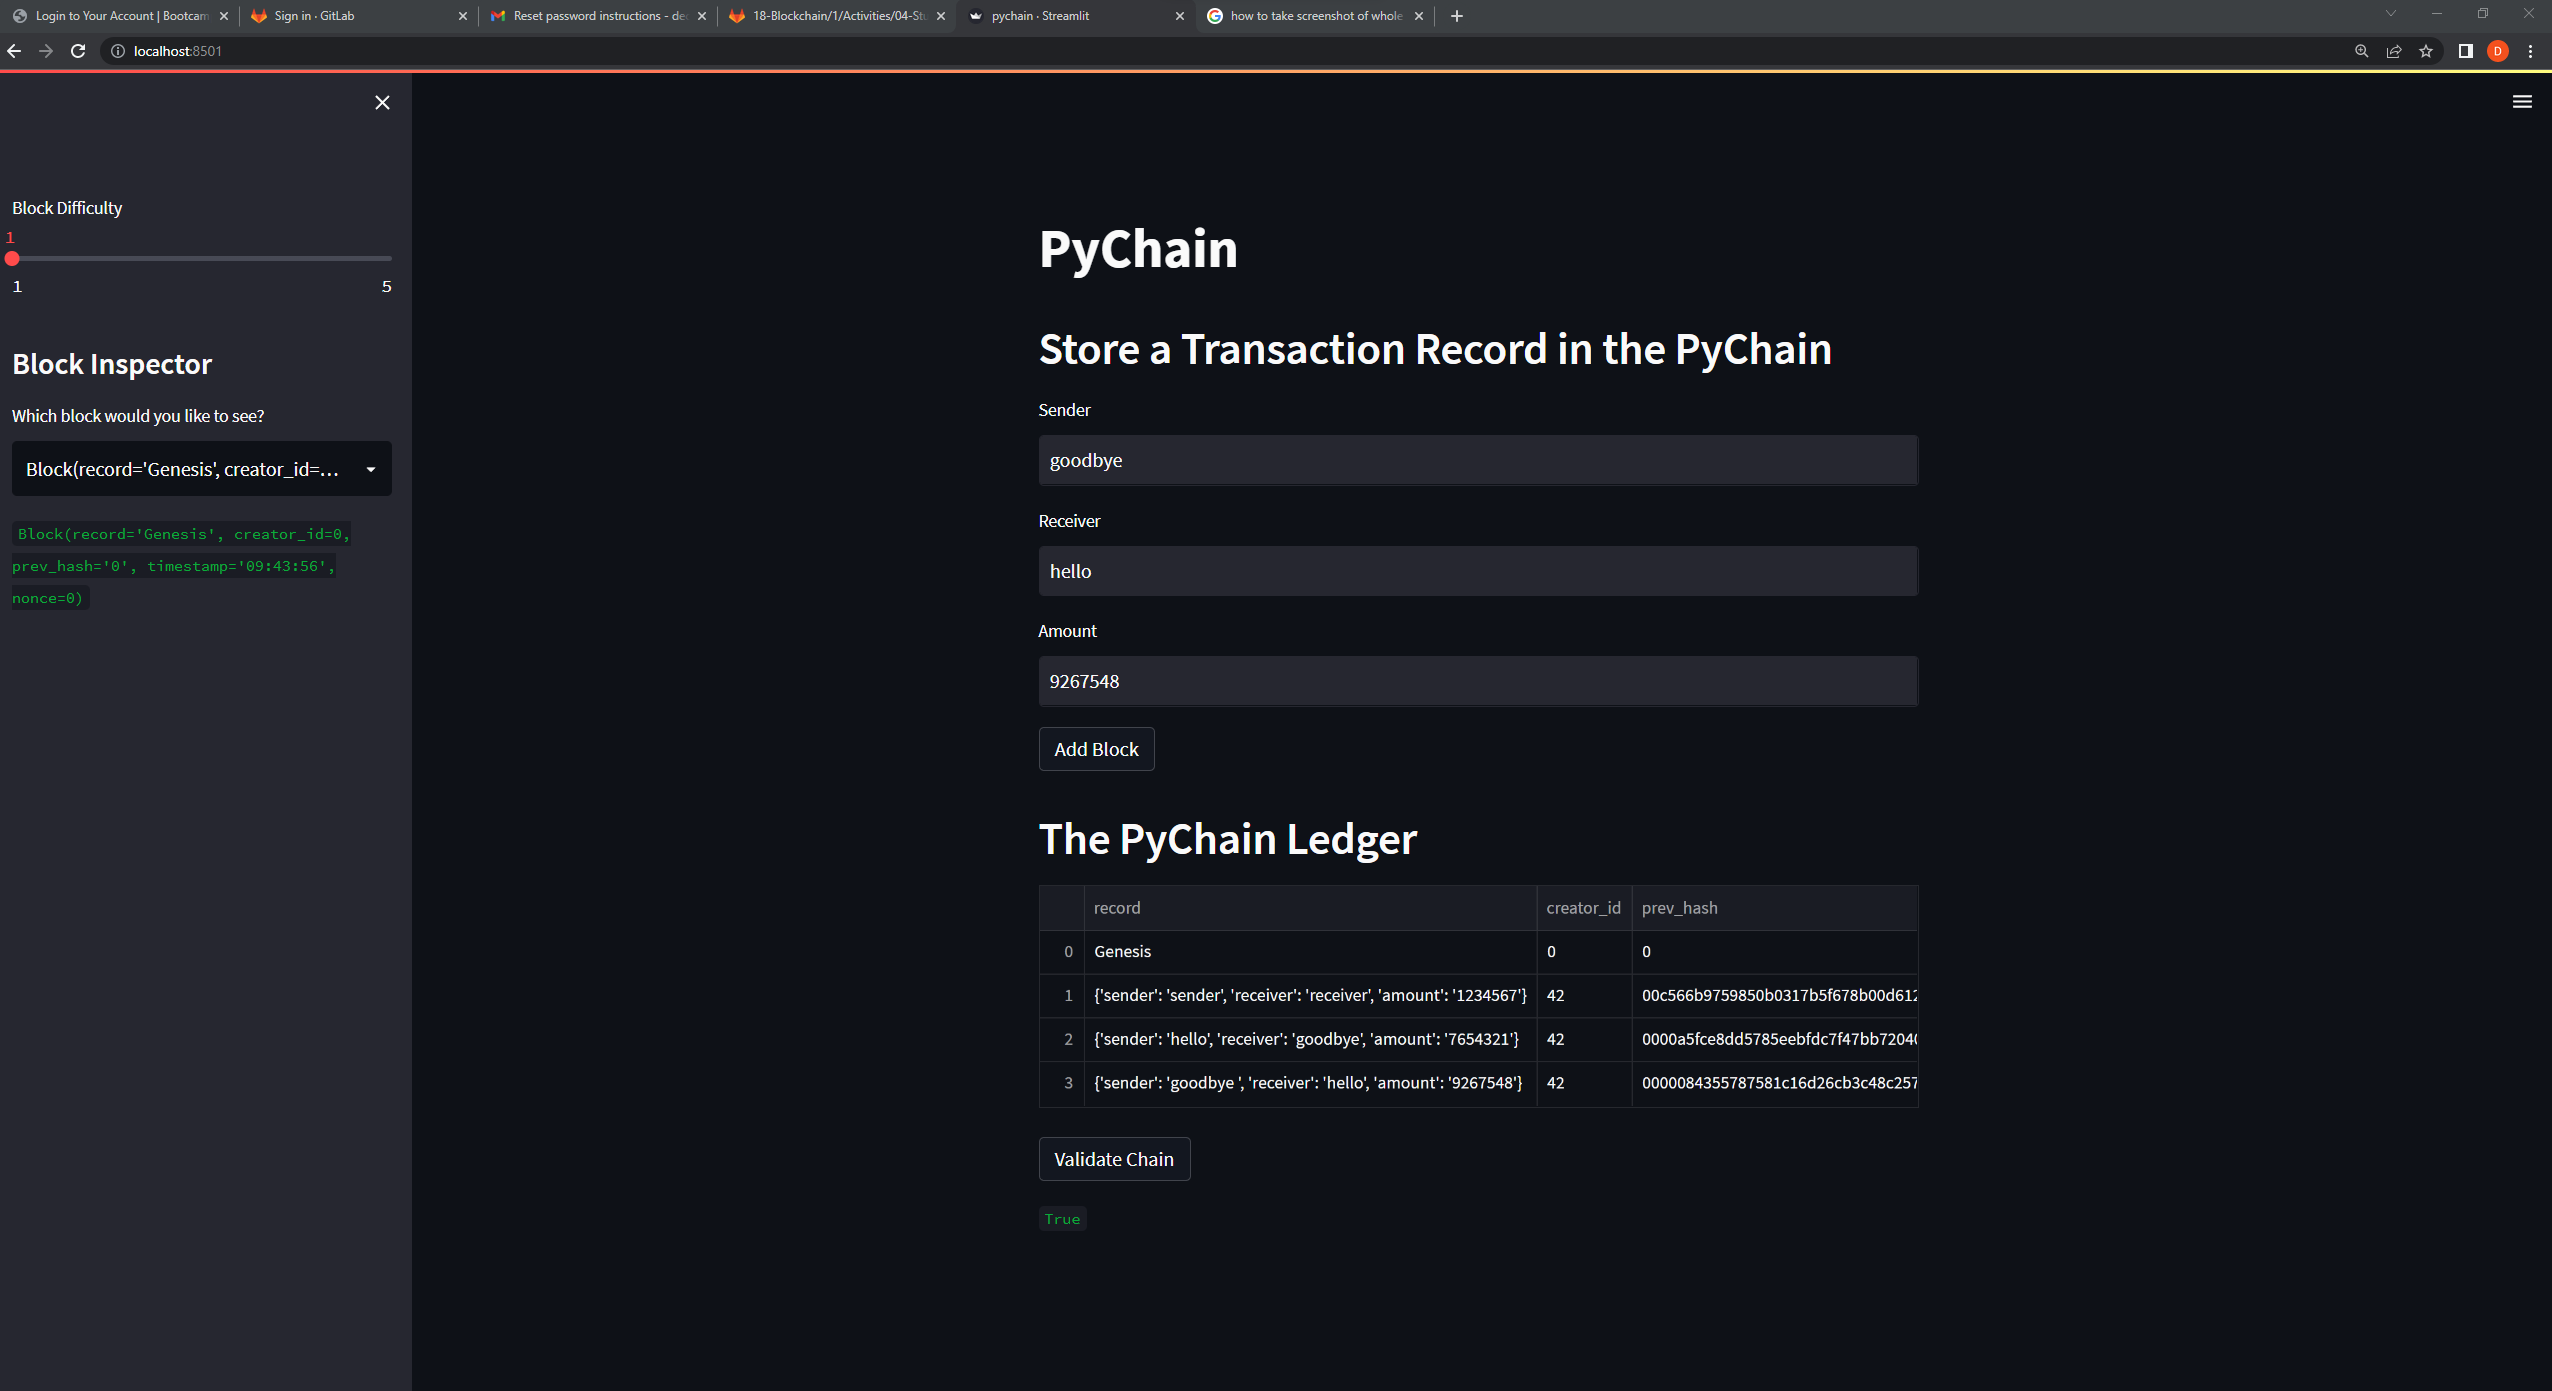 Login to Your Account | Bootcam
Sign in · GitLab
Reset password instructions - de
18-Blockchain/1/Activities/04-Stu
pychain · Streamlit
how to take screenshot of whole
localhost:8501
D
Block Difficulty
1
1 5
Block Inspector
Which block would you like to see?
Block(record='Genesis', creator_id=...
Block(record='Genesis', creator_id=0,
prev_hash='0', timestamp='09:43:56',
nonce=0)
PyChain
Store a Transaction Record in the PyChain
Sender
goodbye
Receiver
hello
Amount
9267548
Add Block
The PyChain Ledger
record creator_id prev_hash
0 Genesis 0 0
1 {'sender': 'sender', 'receiver': 'receiver', 'amount': '1234567'} 42 00c566b9759850b0317b5f678b00d612
2 {'sender': 'hello', 'receiver': 'goodbye', 'amount': '7654321'} 42 0000a5fce8dd5785eebfdc7f47bb7204
3 {'sender': 'goodbye ', 'receiver': 'hello', 'amount': '9267548'} 42 0000084355787581c16d26cb3c48c257
Validate Chain
True